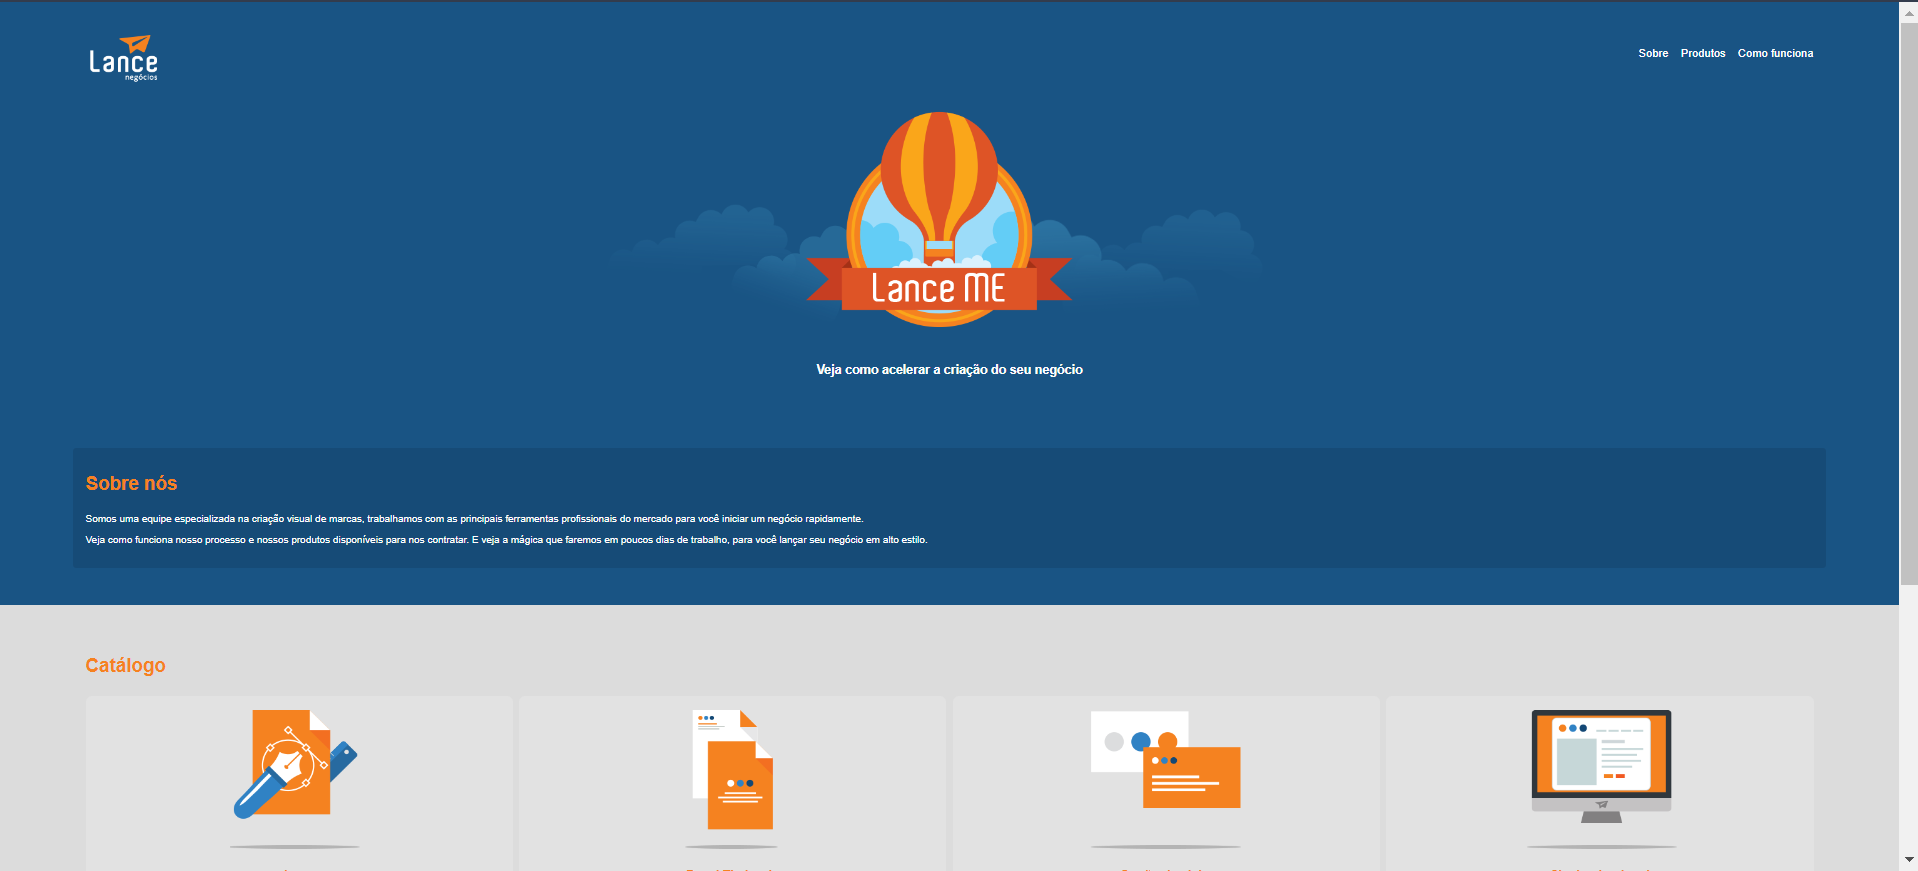 Lance
negócios
Sobre Produtos Como funciona
Lance ME
Veja como acelerar a criação do seu negócio
Sobre nós
Somos uma equipe especializada na criação visual de marcas, trabalhamos com as principais ferramentas profissionais do mercado para você iniciar um negócio rapidamente.
Veja como funciona nosso processo e nossos produtos disponíveis para nos contratar. E veja a mágica que faremos em poucos dias de trabalho, para você lançar seu negócio em alto estilo.
Catálogo